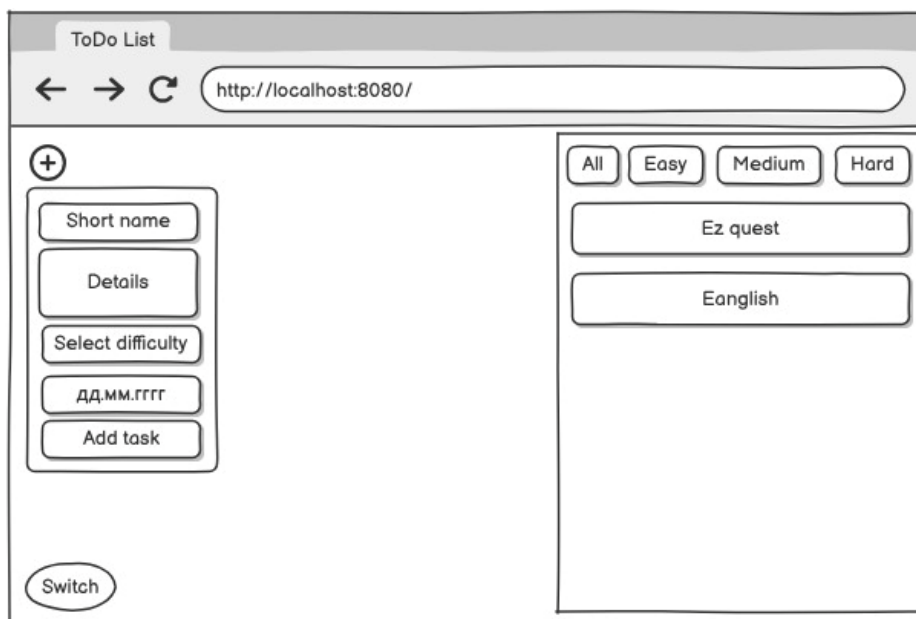 ToDo List
http://localhost:8080/
All Easy Medium Hard
Short name
Details
Select difficulty
дд.мм.гггг
Add task
Ez quest
Eanglish
Switch